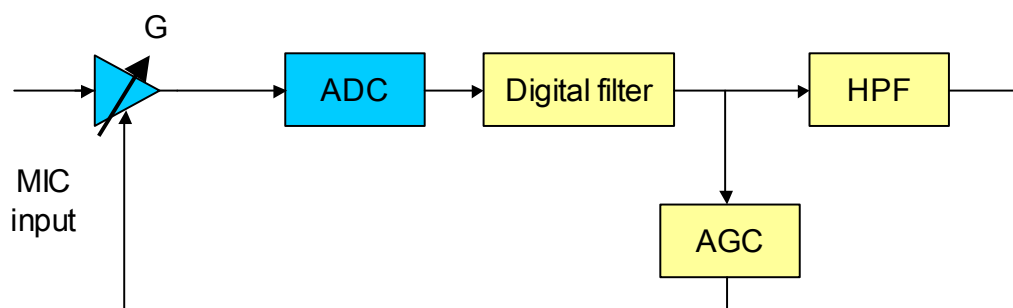 G
ADC
Digital filter
HPF
MIC
input
AGC